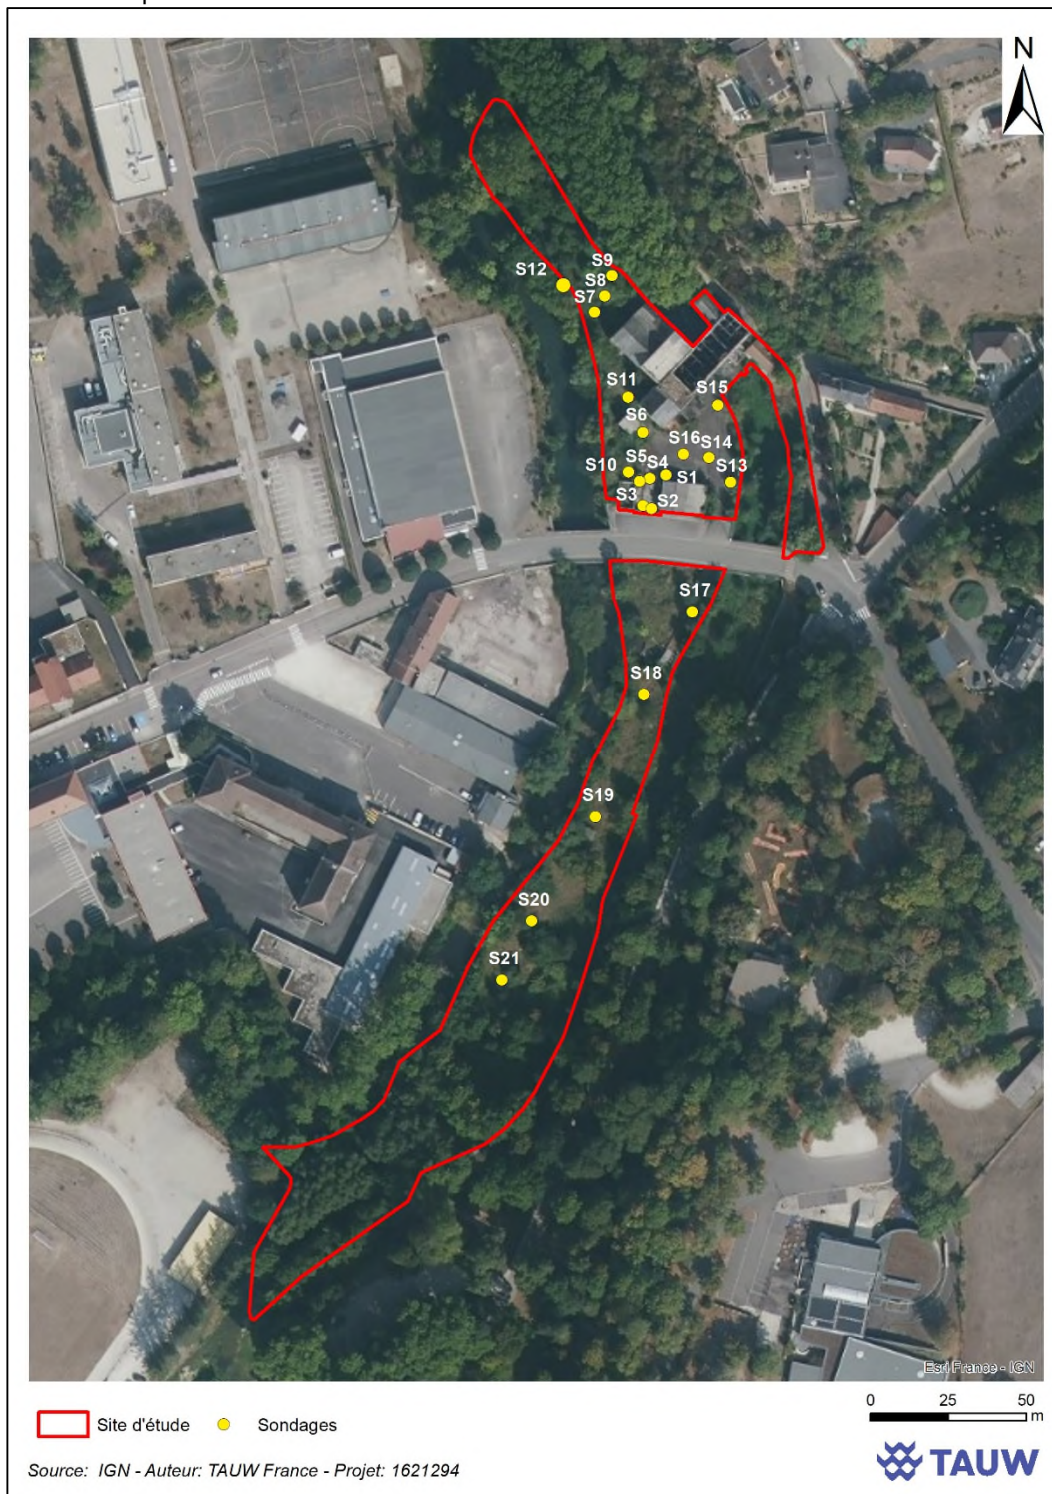 N
S9
S12
S8
S7
S11
S15
S6
S16
S14
S5
S4
S10
S13
S1
S3
S2
S17
S18
S19
S20
S21
Esri France - IGN
0 25 50
m
Site d'étude
Sondages
Source: IGN - Auteur: TAUW France - Projet: 1621294
TAUW